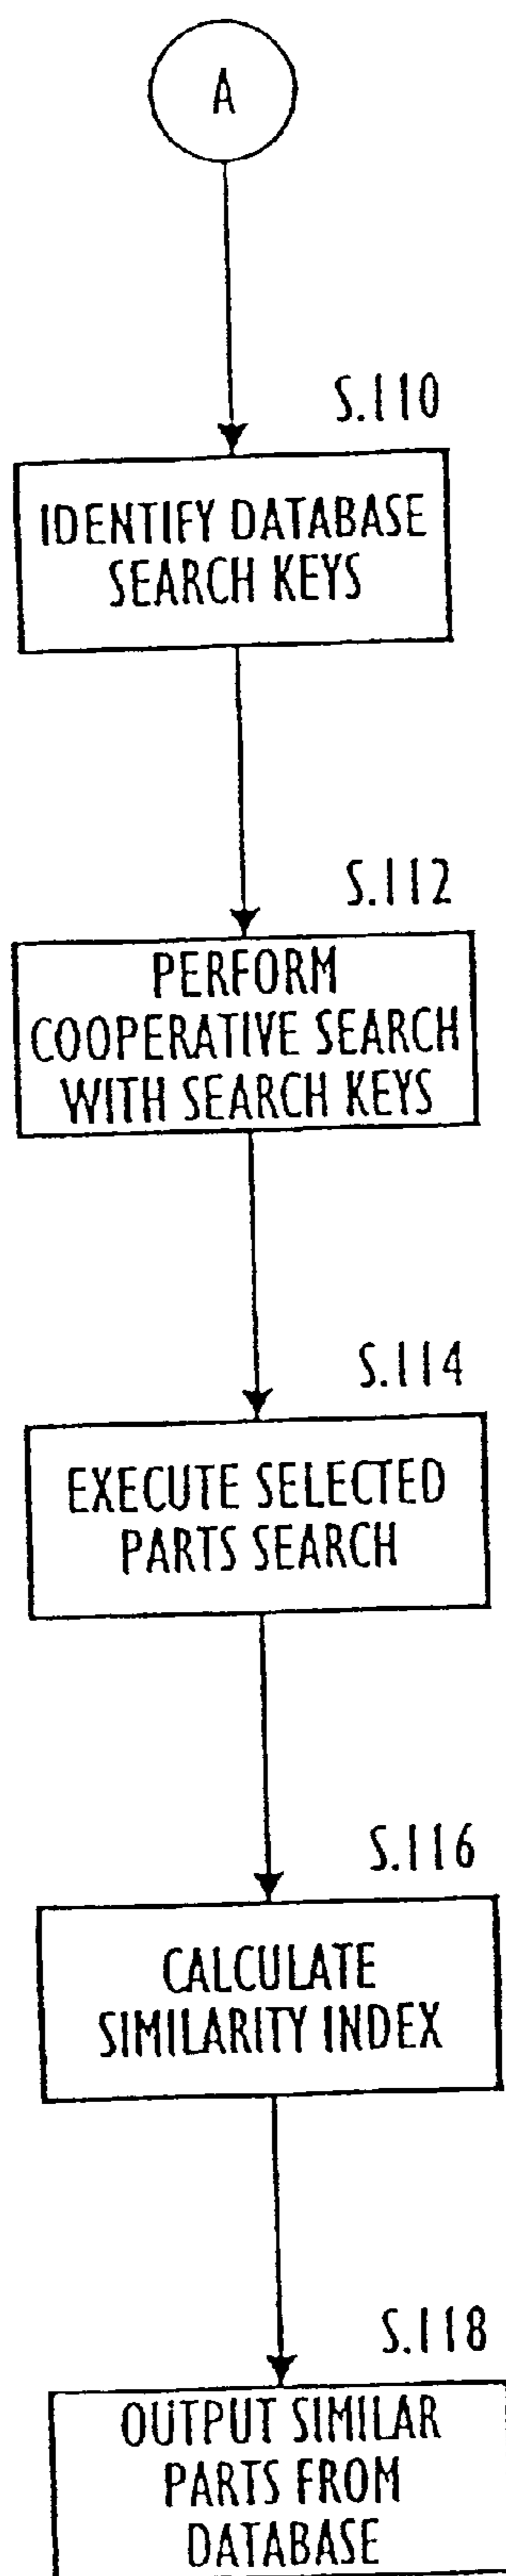 A
S.110
IDENTIFY DATABASE
SEARCH KEYS
S.112
PERFORM
COOPERATIVE SEARCH
WITH SEARCH KEYS
S.114
EXECUTE SELECTED
PARTS SEARCH
S.116
CALCULATE
SIMILARITY INDEX
S.118
OUTPUT SIMILAR
PARTS FROM
DATABASE